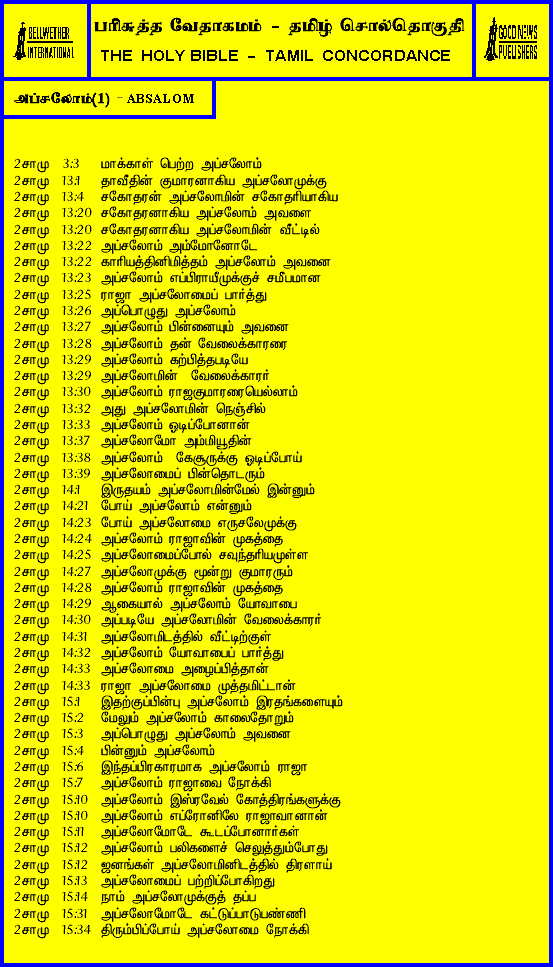 BELLWETHER
INTERNATIONAL
பரிசுத்த வேதாகமம் - தமிழ் சொல்தொகுதி
THE HOLY BIBLE - TAMIL CONCORDANCE
GOOD NEWS
PUBLISHERS
அப்சலோம்(1) - ABSALOM
2சாமு 3:3 மாக்காள் பெற்ற அப்சலோம்
2சாமு 13:1 தாவீதின் குமாரனாகிய அப்சலோமுக்கு
2சாமு 13:4 சகோதரன் அப்சலோமின் சகோதரியாகிய
2சாமு 13:20 சகோதரனாகிய அப்சலோம் அவளை
2சாமு 13:20 சகோதரனாகிய அப்சலோமின் வீட்டில்
2சாமு 13:22 அப்சலோம் அம்மோனோடே
2சாமு 13:22 காரியத்தினிமித்தம் அப்சலோம் அவனை
2சாமு 13:23 அப்சலோம் எப்பிராயீமுக்குச் சமீபமான
2சாமு 13:25 ராஜா அப்சலோமைப் பார்த்து
2சாமு 13:26 அப்பொழுது அப்சலோம்
2சாமு 13:27 அப்சலோம் பின்னையும் அவனை
2சாமு 13:28 அப்சலோம் தன் வேலைக்காரரை
2சாமு 13:29 அப்சலோம் கற்பித்தபடியே
2சாமு 13:29 அப்சலோமின் வேலைக்காரர்
2சாமு 13:30 அப்சலோம் ராஜகுமாரரையெல்லாம்
2சாமு 13:32 அது அப்சலோமின் நெஞ்சில்
2சாமு 13:33 அப்சலோம் ஓடிப்போனான்
2சாமு 13:37 அப்சலோமோ அம்மியூதின்
2சாமு 13:38 அப்சலோம் கேசூருக்கு ஓடிப்போய்
2சாமு 13:39 அப்சலோமைப் பின்தொடரும்
2சாமு 14:1 இருதயம் அப்சலோமின்மேல் இன்னும்
2சாமு 14:21 போய் அப்சலோம் என்னும்
2சாமு 14:23 போய் அப்சலோமை எருசலேமுக்கு
2சாமு 14:24 அப்சலோம் ராஜாவின் முகத்தை
2சாமு 14:25 அப்சலோமைப்போல் சவுந்தரியமுள்ள
2சாமு 14:27 அப்சலோமுக்கு மூன்று குமாரரும்
2சாமு 14:28 அப்சலோம் ராஜாவின் முகத்தை
2சாமு 14:29 ஆகையால் அப்சலோம் யோவாபை
2சாமு 14:30 அப்படியே அப்சலோமின் வேலைக்காரர்
2சாமு 14:31 அப்சலோமிடத்தில் வீட்டிற்குள்
2சாமு 14:32 அப்சலோம் யோவாபைப் பார்த்து
2சாமு 14:33 அப்சலோமை அழைப்பித்தான்
2சாமு 14:33 ராஜா அப்சலோமை முத்தமிட்டான்
2சாமு 15:1 இதற்குப்பின்பு அப்சலோம் இரதங்களையும்
2சாமு 15:2 மேலும் அப்சலோம் காலைதோறும்
2சாமு 15:3 அப்பொழுது அப்சலோம் அவனை
2சாமு 15:4 பின்னும் அப்சலோம்
2சாமு 15:6 இந்தப்பிரகாரமாக அப்சலோம் ராஜா
2சாமு 15:7 அப்சலோம் ராஜாவை நோக்கி
2சாமு 15:10 அப்சலோம் இஸ்ரவேல் கோத்திரங்களுக்கு
2சாமு 15:10 அப்சலோம் எப்ரோனிலே ராஜாவானான்
2சாமு 15:11 அப்சலோமோடே கூடப்போனார்கள்
2சாமு 15:12 அப்சலோம் பலிகளைச் செலுத்தும்போது
2சாமு 15:12 ஜனங்கள் அப்சலோமினிடத்தில் திரளாய்
2சாமு 15:13 அப்சலோமைப் பற்றிப்போகிறது
2சாமு 15:14 நாம் அப்சலோமுக்குத் தப்ப
2சாமு 15:31 அப்சலோமோடே கட்டுப்பாடுபண்ணி
2சாமு 15:34 திரும்பிப்போய் அப்சலோமை நோக்கி